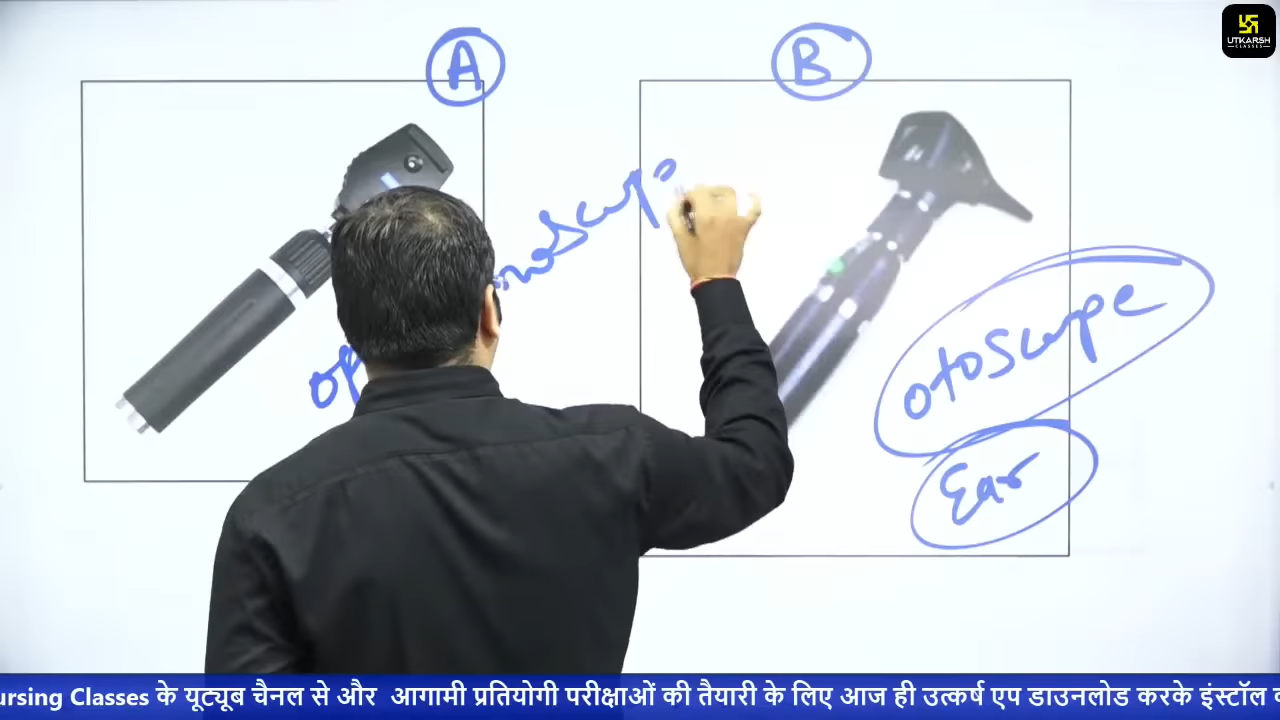 A
B
UTKARSH
CLASSES
otoscope
Ear
ursing Classes के यूट्यूब चैनल से और आगामी प्रतियोगी परीक्षाओं की तैयारी के लिए आज ही उत्कर्ष एप डाउनलोड करके इंस्टॉल